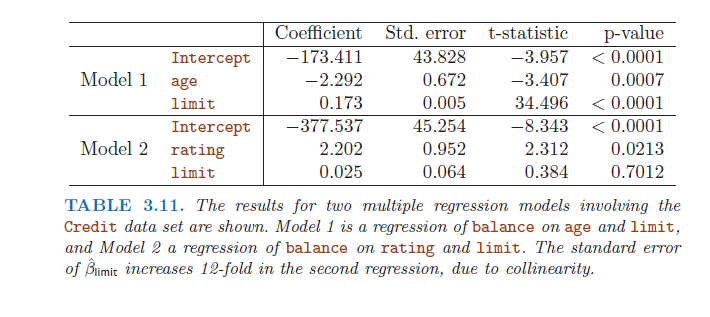 Coefficient Std. error t-statistic p-value
Intercept −173.411 43.828 −3.957 < 0.0001
Model 1 age −2.292 0.672 −3.407 0.0007
limit 0.173 0.005 34.496 < 0.0001
Intercept −377.537 45.254 −8.343 < 0.0001
Model 2 rating 2.202 0.952 2.312 0.0213
limit 0.025 0.064 0.384 0.7012
TABLE 3.11. The results for two multiple regression models involving the
Credit data set are shown. Model 1 is a regression of balance on age and limit,
and Model 2 a regression of balance on rating and limit. The standard error
of β̂limit increases 12-fold in the second regression, due to collinearity.